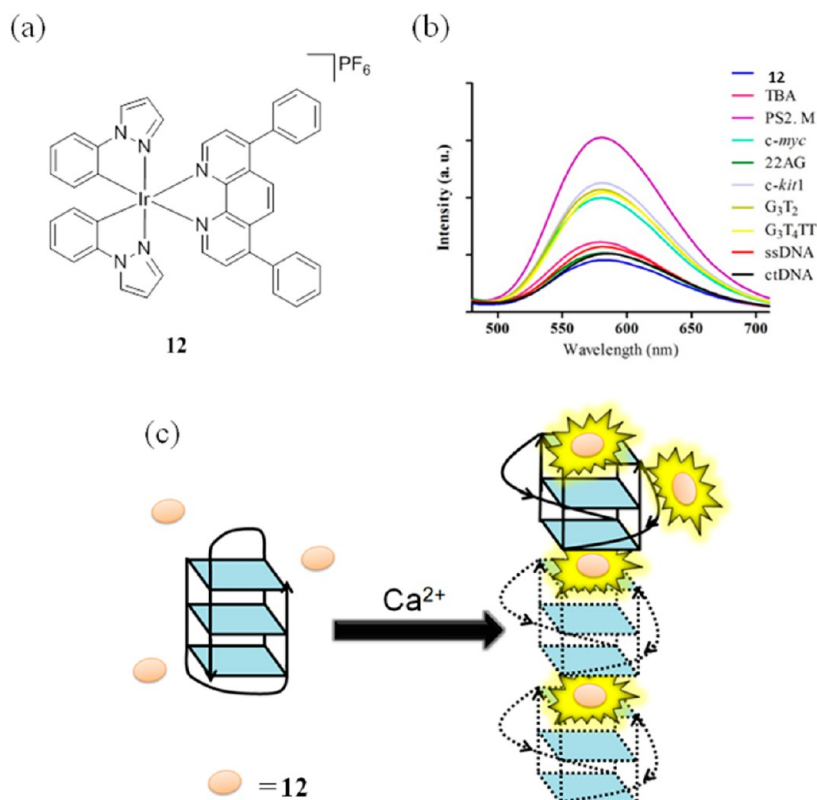 (a)
PF6
N
N
N
Ir
N
N
N
N
N
12
(b)
Intensity (a. u.)
12
TBA
PS2. M
c-myc
22AG
c-kit1
G3T2
G3T4TT
ssDNA
ctDNA
500 550 600 650 700
Wavelength (nm)
(c)
Ca2+
=12